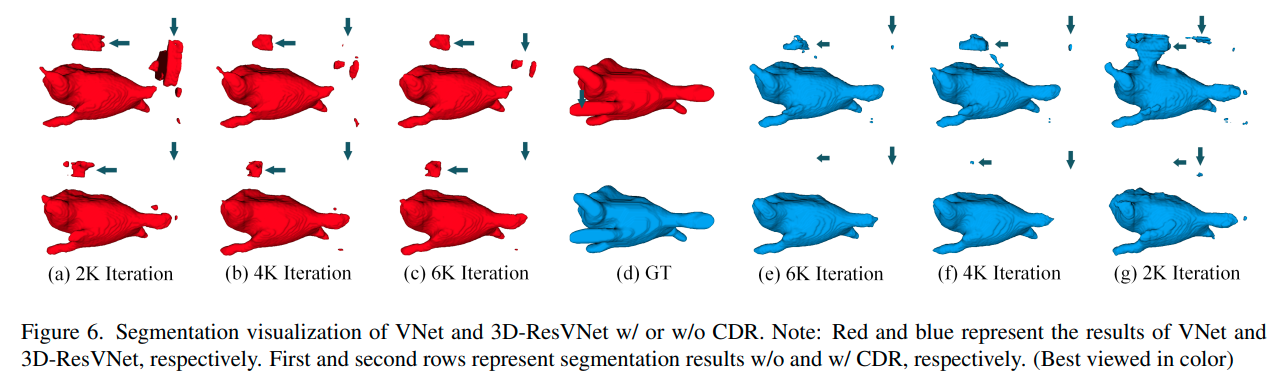 (a) 2K Iteration (b) 4K Iteration (c) 6K Iteration (d) GT (e) 6K Iteration (f) 4K Iteration (g) 2K Iteration
Figure 6. Segmentation visualization of VNet and 3D-ResVNet w/ or w/o CDR. Note: Red and blue represent the results of VNet and
3D-ResVNet, respectively. First and second rows represent segmentation results w/o and w/ CDR, respectively. (Best viewed in color)